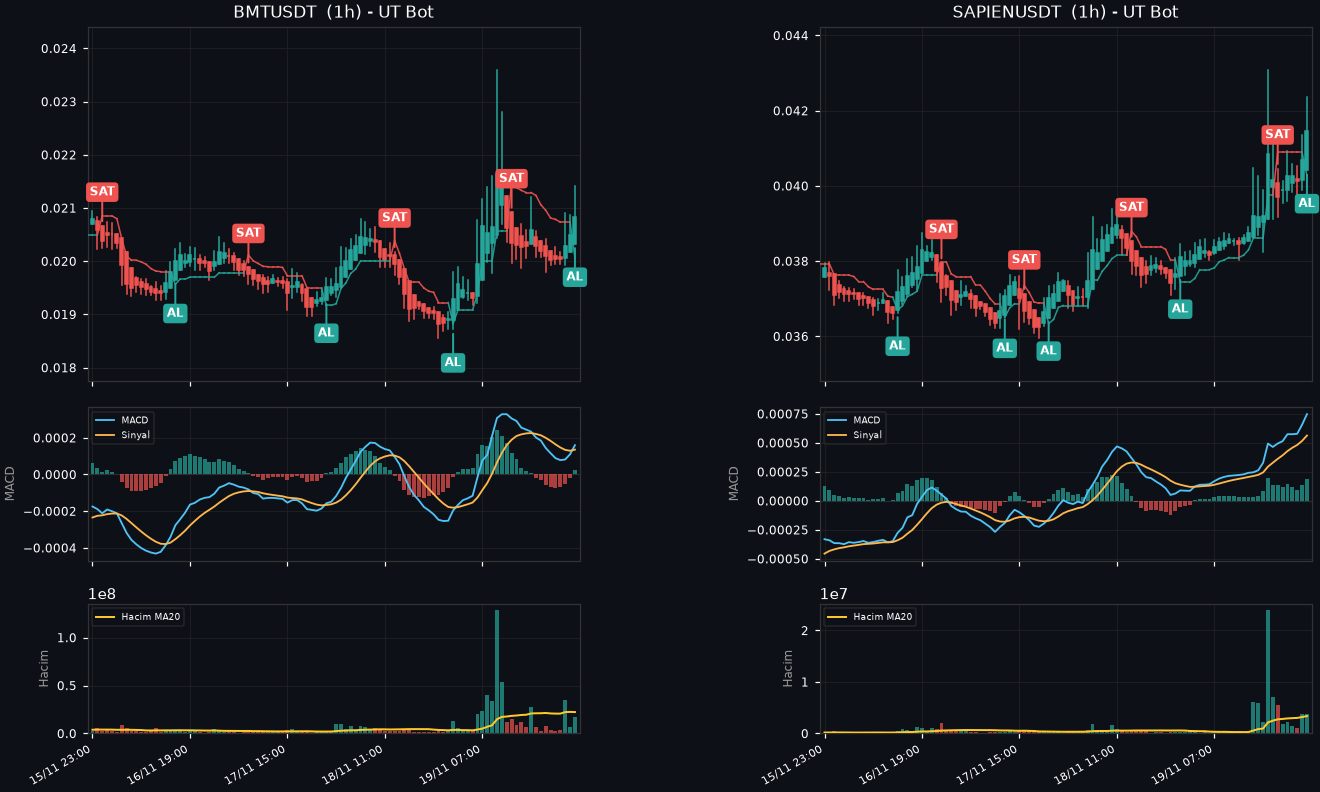 BMTUSDT (1h) - UT Bot
0.024
0.023
0.022
0.021
0.020
0.019
0.018
SAT
AL
SAT
AL
SAT
AL
SAT
AL
MACD
Sinyal
0.0002
0.0000
−0.0002
−0.0004
MACD
1e8
Hacim MA20
1.0
0.5
0.0
Hacim
15/11 23:00
16/11 19:00
17/11 15:00
18/11 11:00
19/11 07:00
SAPIENUSDT (1h) - UT Bot
0.044
0.042
0.040
0.038
0.036
AL
SAT
AL
SAT
AL
SAT
AL
SAT
AL
MACD
Sinyal
0.00075
0.00050
0.00025
0.00000
−0.00025
−0.00050
MACD
1e7
Hacim MA20
2
1
0
Hacim
15/11 23:00
16/11 19:00
17/11 15:00
18/11 11:00
19/11 07:00